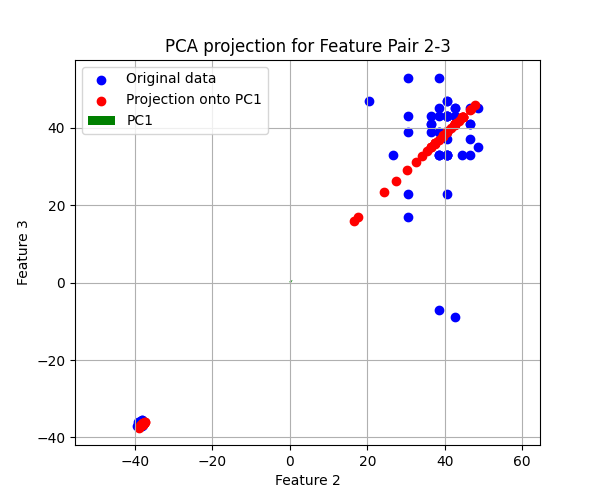 PCA projection for Feature Pair 2-3
Original data
Projection onto PC1
PC1
Feature 3
40
20
0
−20
−40
−40
−20
0
20
40
60
Feature 2